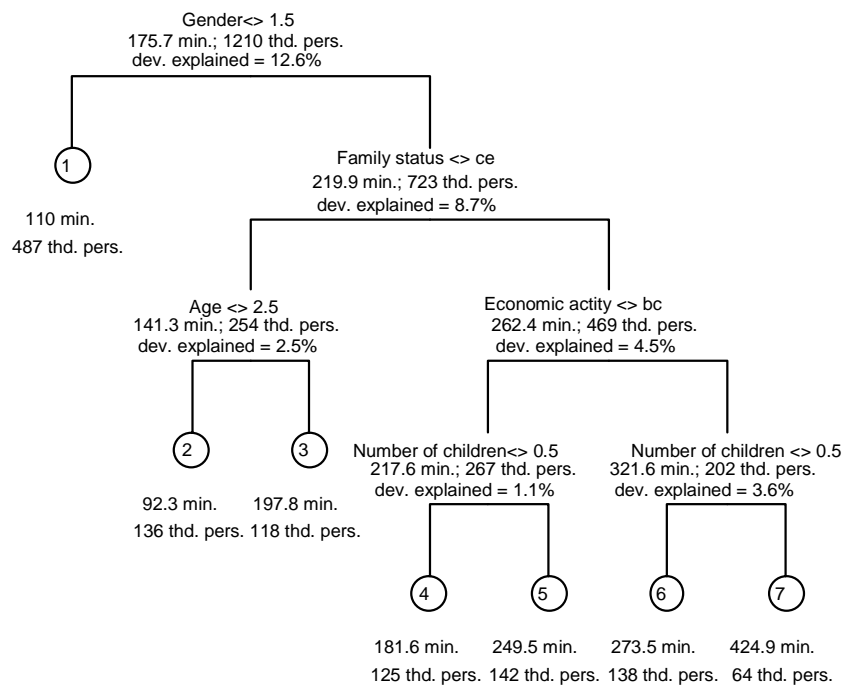 Gender<> 1.5
175.7 min.; 1210 thd. pers.
dev. explained = 12.6%
1
110 min.
487 thd. pers.
Family status <> ce
219.9 min.; 723 thd. pers.
dev. explained = 8.7%
Age <> 2.5
141.3 min.; 254 thd. pers.
dev. explained = 2.5%
Economic actity <> bc
262.4 min.; 469 thd. pers.
dev. explained = 4.5%
2
92.3 min.
136 thd. pers.
3
197.8 min.
118 thd. pers.
Number of children<> 0.5
217.6 min.; 267 thd. pers.
dev. explained = 1.1%
Number of children <> 0.5
321.6 min.; 202 thd. pers.
dev. explained = 3.6%
4
181.6 min.
125 thd. pers.
5
249.5 min.
142 thd. pers.
6
273.5 min.
138 thd. pers.
7
424.9 min.
64 thd. pers.